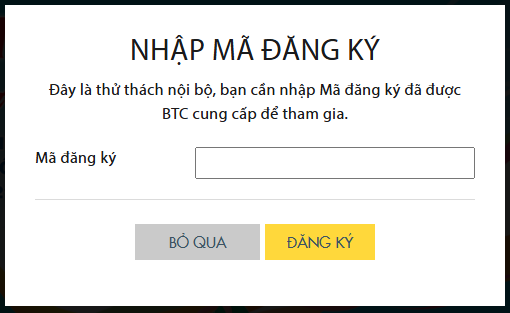 NHẬP MÃ ĐĂNG KÝ
Đây là thử thách nội bộ, bạn cần nhập Mã đăng ký đã được
BTC cung cấp để tham gia.
Mã đăng ký
BỎ QUA ĐĂNG KÝ